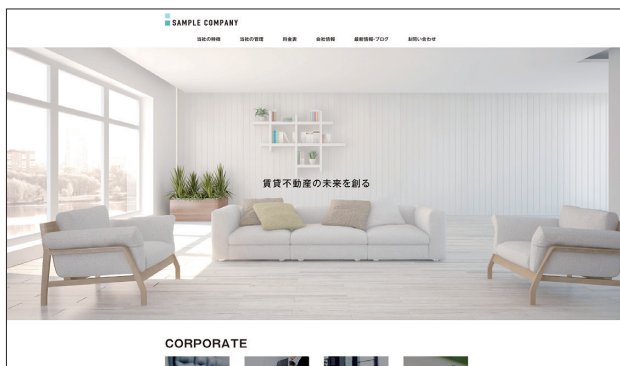 SAMPLE COMPANY
当社の特徴 当社の管理 料金表 会社情報 最新情報・ブログ お問い合わせ
賃貸不動産の未来を創る
CORPORATE